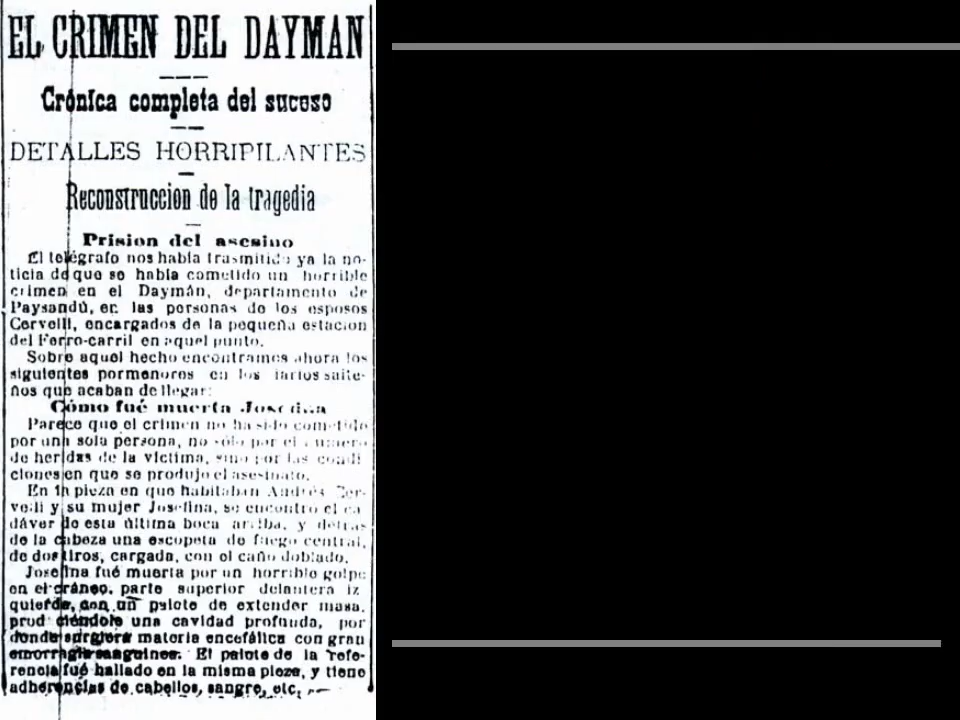 EL CRIMEN DEL DAYMAN
Crónica completa del suceso
DETALLES HORRIPILANTES
Reconstruccion de la tragedia
Prision del asesino
El telégrafo nos habia trasmitido ya la no-
ticia de que se habia cometido un horrible
crimen en el Daymán, departamento de
Paysandú, en las personas de los esposos
Cervelli, encargados de la pequeña estacion
del Ferro-carril en aquel punto.
Sobre aquel hecho encontramos ahora los
siguientes pormenores en los diarios salte-
ños que acaban de llegar:
Cómo fué muerta Josefina
Parece que el crimen no ha sido cometido
por una sola persona, no sólo por el número
de heridas de la víctima, sino por las condi
ciones en que se produjo el asesinato.
En la pieza en que habitaban Andrés Cer-
velli y su mujer Josefina, se encontró el ca
dáver de esta última boca arriba, y detras
de la cabeza una escopeta de fuego central,
de dos tiros, cargada, con el caño doblado.
Josefina fué muerta por un horrible golpe
en el cráneo, parte superior delantera iz
quierda, con un palote de extender masa,
produciéndole una cavidad profunda, por
donde surgiera materia encefálica con gran
emorragia sanguinea. El palote de la refe-
rencia fué hallado en la misma pieza, y tiene
adherencias de cabellos, sangre, etc,